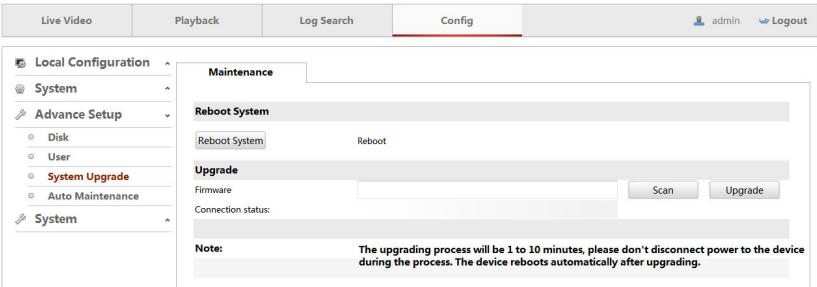 Live Video Playback Log Search Config admin Logout
Local Configuration
Maintenance
System
Advance Setup
Reboot System
Disk
Reboot System Reboot
User
Upgrade
System Upgrade
Firmware Scan Upgrade
Auto Maintenance
Connection status:
System
Note: The upgrading process will be 1 to 10 minutes, please don't disconnect power to the device
during the process. The device reboots automatically after upgrading.